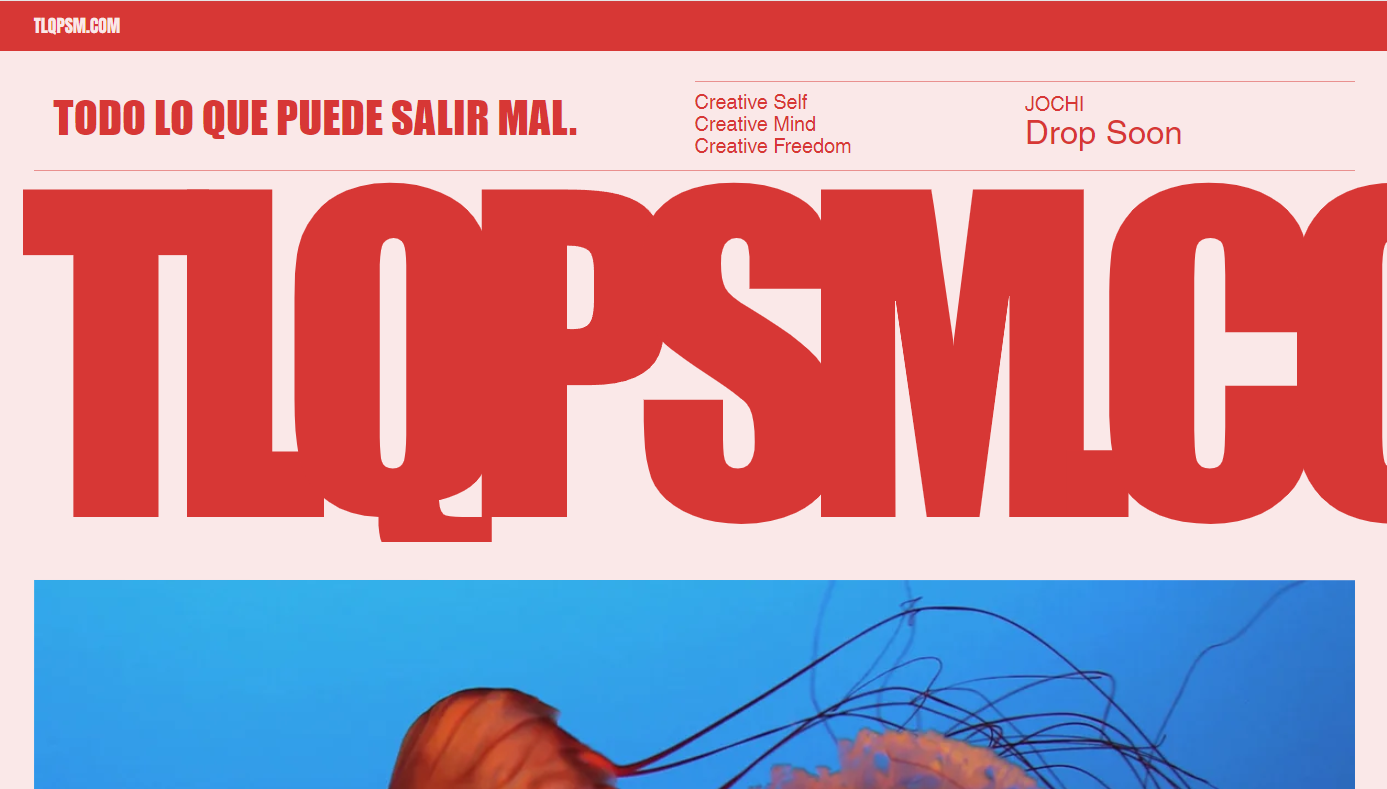 TLQPSM.COM
TODO LO QUE PUEDE SALIR MAL.
Creative Self
Creative Mind
Creative Freedom
JOCHI
Drop Soon
TLQPSMCO